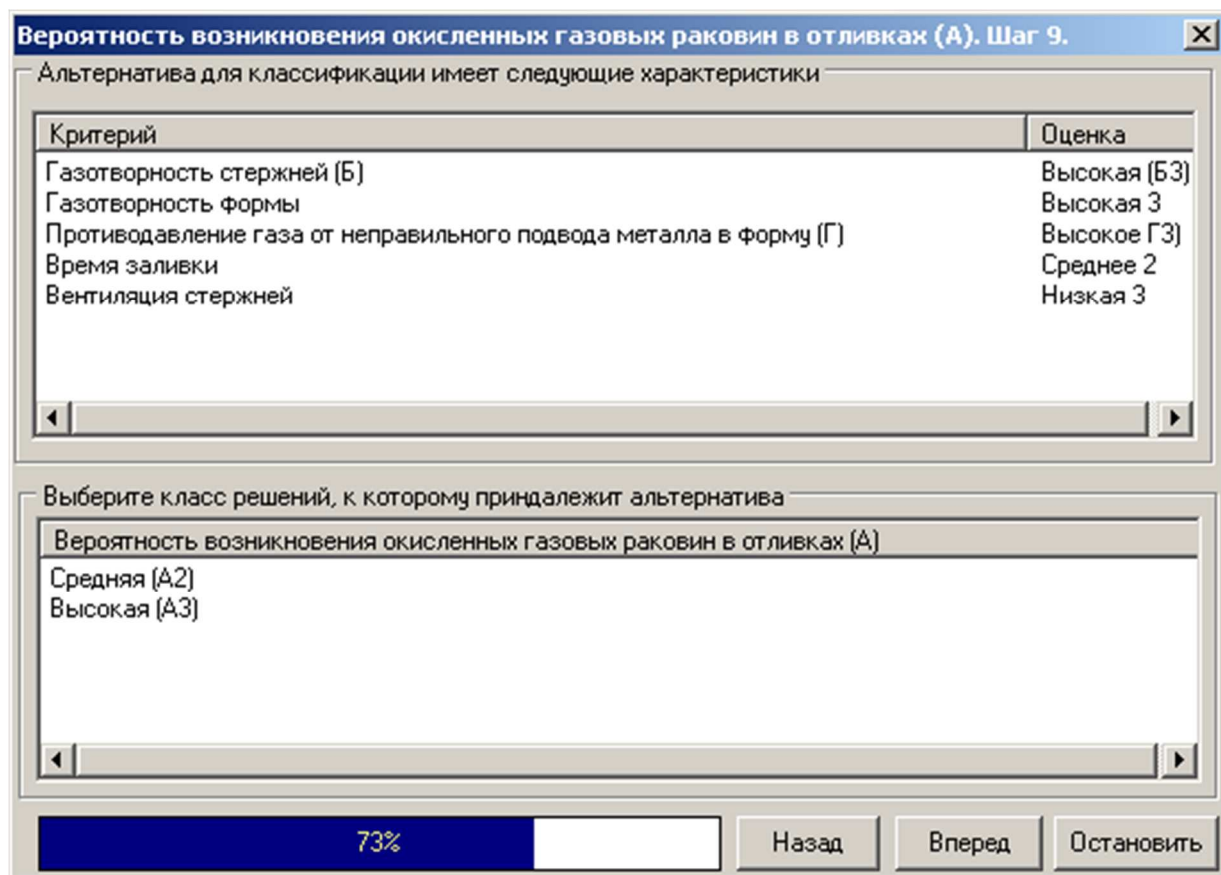 Вероятность возникновения окисленных газовых раковин в отливках (А). Шаг 9.
Альтернатива для классификации имеет следующие характеристики
Критерий Оценка
Газотворность стержней (Б) Высокая (Б3)
Газотворность формы Высокая 3
Противодавление газа от неправильного подвода металла в форму (Г) Высокое Г3)
Время заливки Среднее 2
Вентиляция стержней Низкая 3
Выберите класс решений, к которому приндалежит альтернатива
Вероятность возникновения окисленных газовых раковин в отливках (А)
Средняя (А2)
Высокая (А3)
73% Назад Вперед Остановить